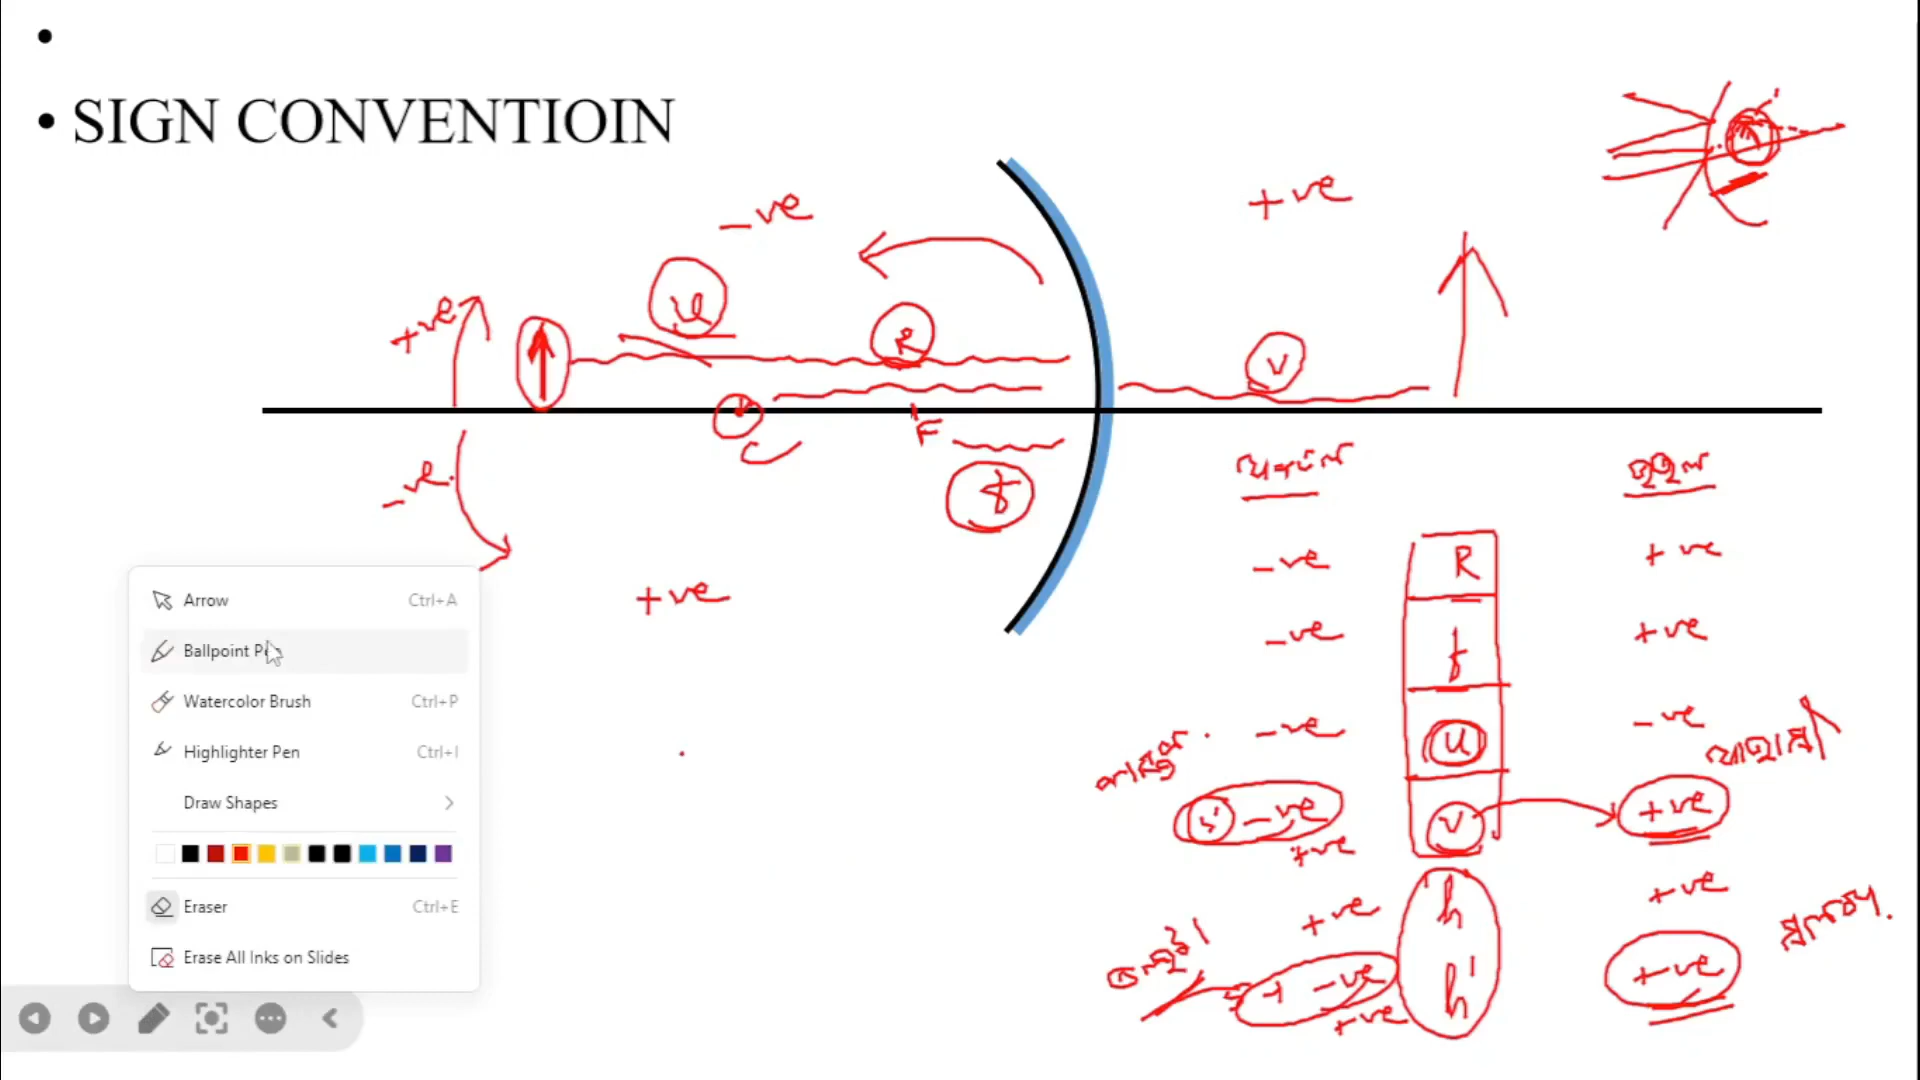 • SIGN CONVENTIOIN
-ve
+ve
+ve
u
R
v
C
F
-ve
f
+ve
-ve R +ve
-ve f +ve
-ve u -ve
-ve v +ve
+ve
+ve h +ve
-ve h' +ve
+ve
Arrow Ctrl+A
Ballpoint Pen
Watercolor Brush Ctrl+P
Highlighter Pen Ctrl+I
Draw Shapes
Eraser Ctrl+E
Erase All Inks on Slides